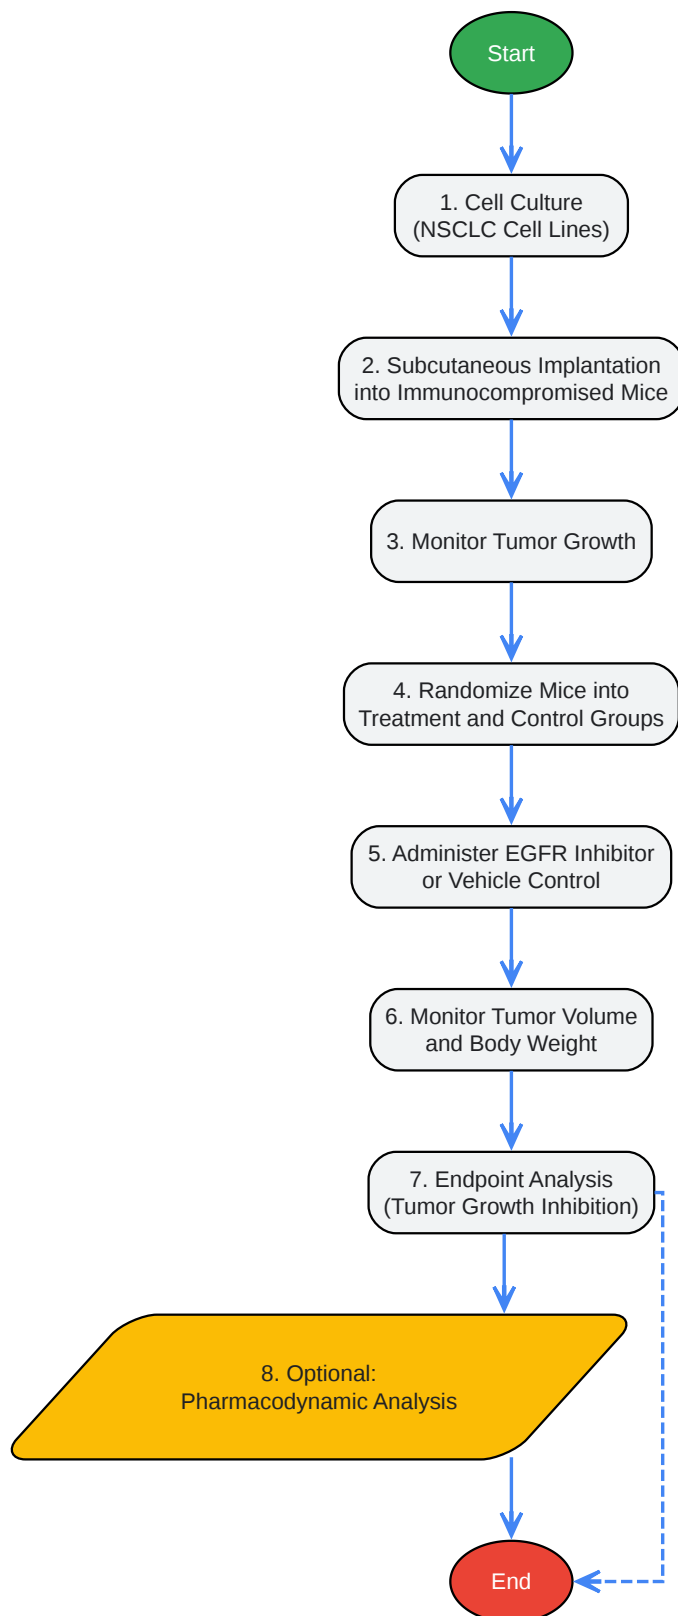 Start
1. Cell Culture
(NSCLC Cell Lines)
2. Subcutaneous Implantation
into Immunocompromised Mice
3. Monitor Tumor Growth
4. Randomize Mice into
Treatment and Control Groups
5. Administer EGFR Inhibitor
or Vehicle Control
6. Monitor Tumor Volume
and Body Weight
7. Endpoint Analysis
(Tumor Growth Inhibition)
8. Optional:
Pharmacodynamic Analysis
End